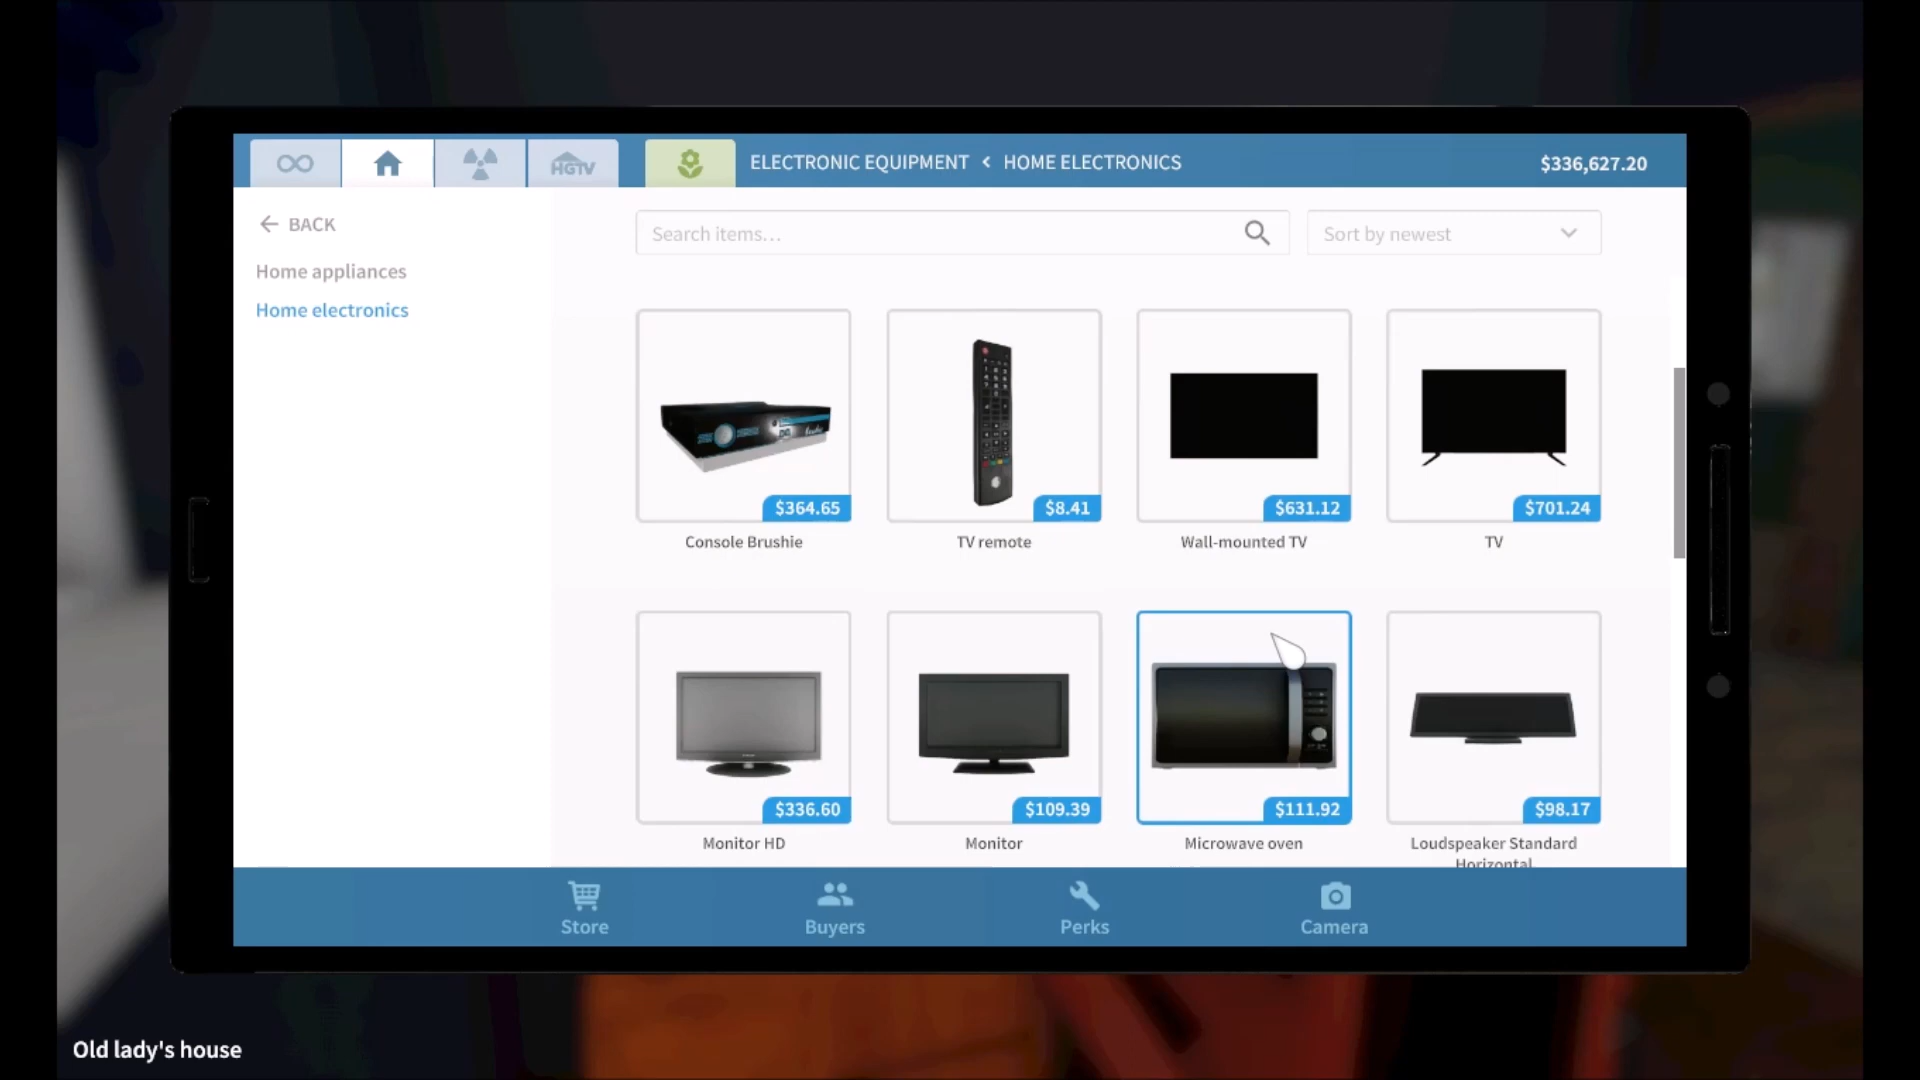 HGTV
ELECTRONIC EQUIPMENT < HOME ELECTRONICS
$336,627.20
BACK
Search items...
Sort by newest
Home appliances
Home electronics
$364.65
$8.41
$631.12
$701.24
Console Brushie
TV remote
Wall-mounted TV
TV
$336.60
$109.39
$111.92
$98.17
Monitor HD
Monitor
Microwave oven
Loudspeaker Standard
Horizontal
Store
Buyers
Perks
Camera
Old lady's house